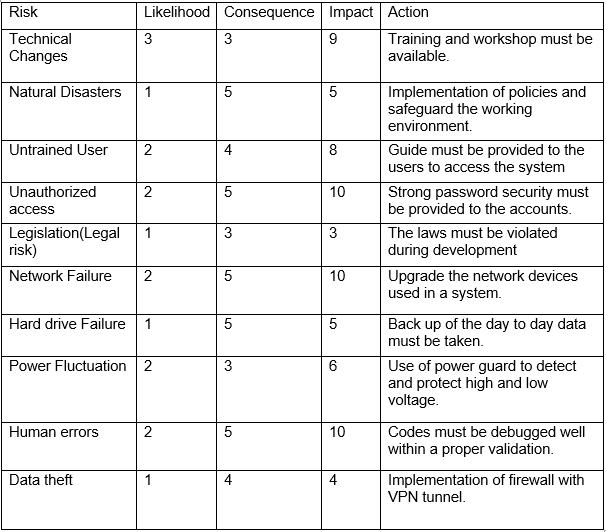 Risk Likelihood Consequence Impact Action
Technical 3 3 9 Training and workshop must be
Changes available.
Natural Disasters 1 5 5 Implementation of policies and
safeguard the working
environment.
Untrained User 2 4 8 Guide must be provided to the
users to access the system
Unauthorized 2 5 10 Strong password security must
access be provided to the accounts.
Legislation(Legal 1 3 3 The laws must be violated
risk) during development
Network Failure 2 5 10 Upgrade the network devices
used in a system.
Hard drive Failure 1 5 5 Back up of the day to day data
must be taken.
Power Fluctuation 2 3 6 Use of power guard to detect
and protect high and low
voltage.
Human errors 2 5 10 Codes must be debugged well
within a proper validation.
Data theft 1 4 4 Implementation of firewall with
VPN tunnel.